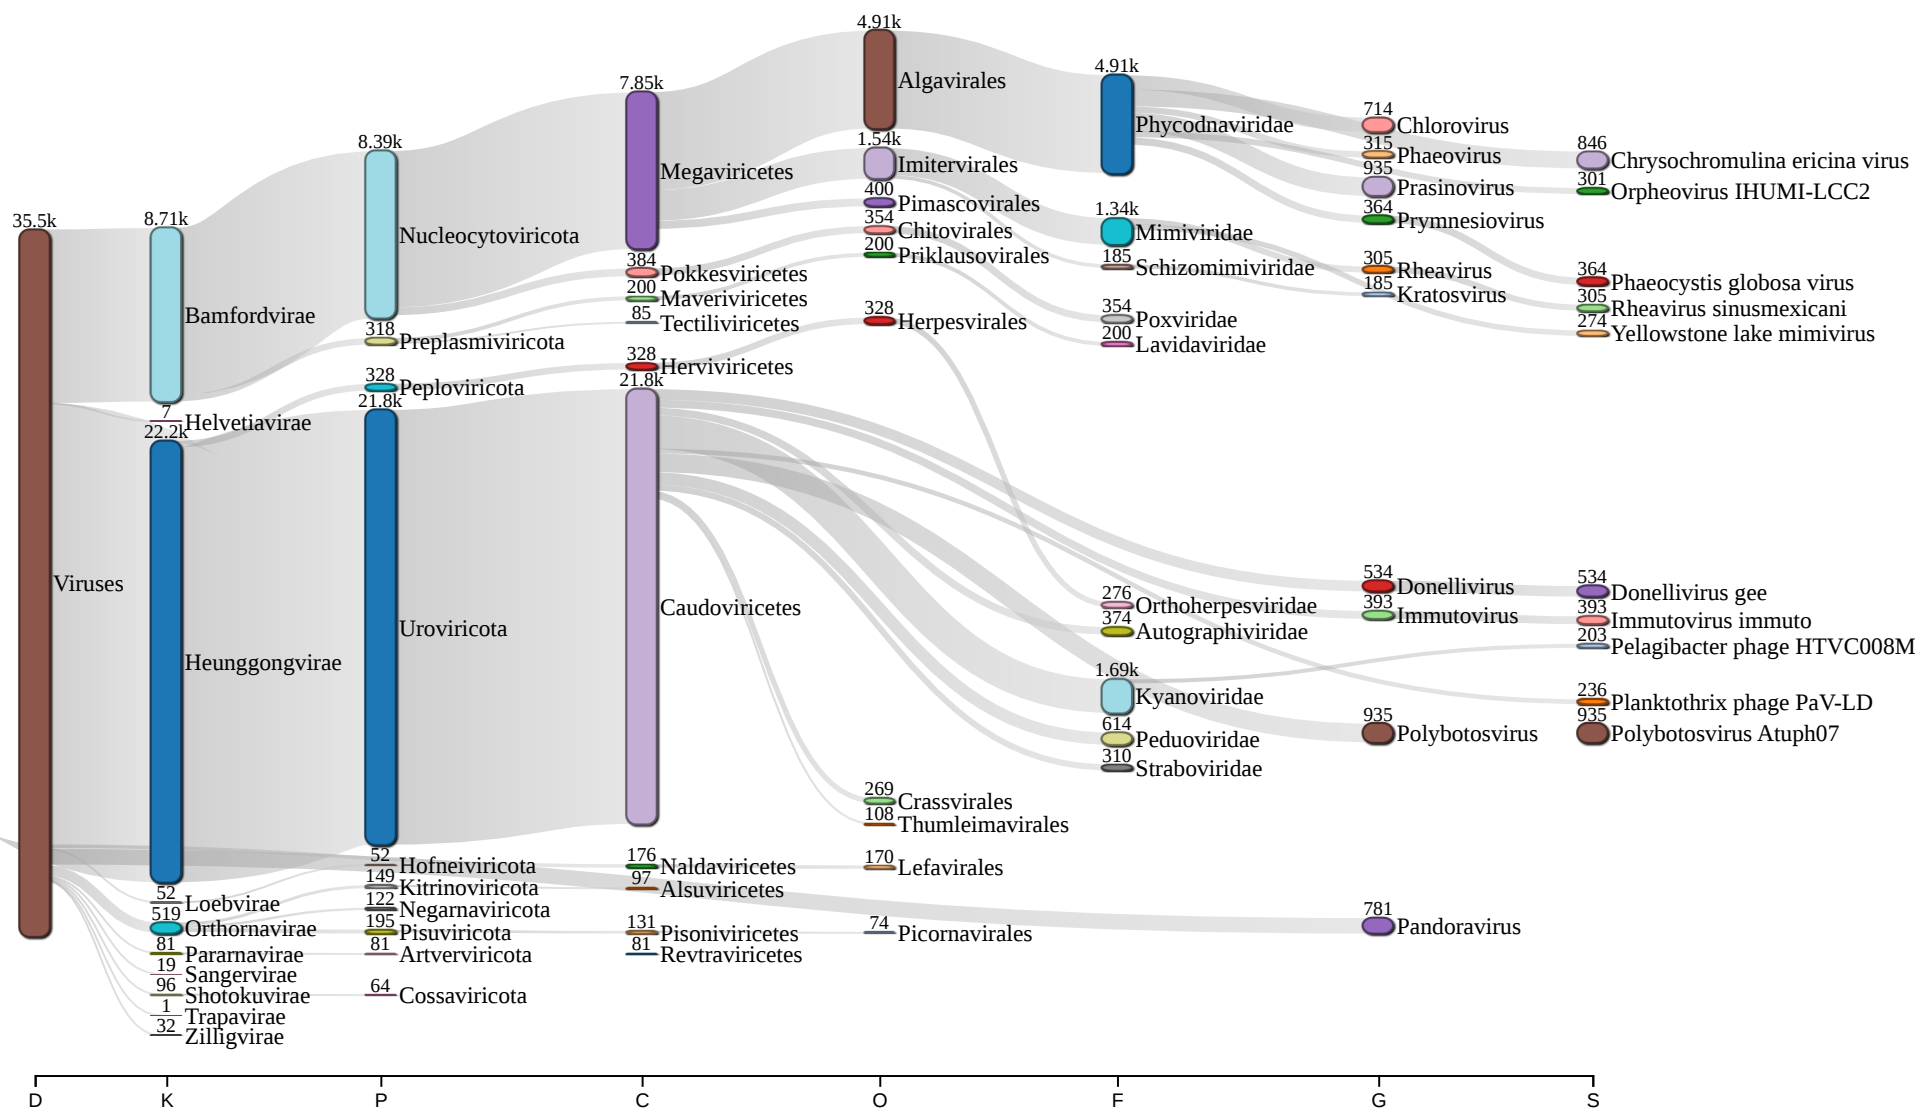 35.5k
Viruses
8.71k
Bamfordvirae
7
Helvetiavirae
22.2k
Heunggongvirae
52
Loebvirae
519
Orthornavirae
81
Pararnavirae
19
Sangervirae
96
Shotokuvirae
1
Trapavirae
32
Zilligvirae
8.39k
Nucleocytoviricota
318
Preplasmiviricota
328
Peploviricota
21.8k
Uroviricota
52
Hofneiviricota
149
Kitrinoviricota
122
Negarnaviricota
195
Pisuviricota
81
Artverviricota
64
Cossaviricota
7.85k
Megaviricetes
384
Pokkesviricetes
200
Maveriviricetes
85
Tectiliviricetes
328
Herviviricetes
21.8k
Caudoviricetes
176
Naldaviricetes
97
Alsuviricetes
131
Pisoniviricetes
81
Revtraviricetes
4.91k
Algavirales
1.54k
Imitervirales
400
Pimascovirales
354
Chitovirales
200
Priklausovirales
328
Herpesvirales
269
Crassvirales
108
Thumleimavirales
170
Lefavirales
74
Picornavirales
4.91k
Phycodnaviridae
1.34k
Mimiviridae
185
Schizomimiviridae
354
Poxviridae
200
Lavidaviridae
276
Orthoherpesviridae
374
Autographiviridae
1.69k
Kyanoviridae
614
Peduoviridae
310
Straboviridae
714
Chlorovirus
315
Phaeovirus
935
Prasinovirus
364
Prymnesiovirus
305
Rheavirus
185
Kratosvirus
534
Donellivirus
393
Immutovirus
935
Polybotosvirus
781
Pandoravirus
846
Chrysochromulina ericina virus
301
Orpheovirus IHUMI-LCC2
364
Phaeocystis globosa virus
305
Rheavirus sinusmexicani
274
Yellowstone lake mimivirus
534
Donellivirus gee
393
Immutovirus immuto
203
Pelagibacter phage HTVC008M
236
Planktothrix phage PaV-LD
935
Polybotosvirus Atuph07
D K P C O F G S